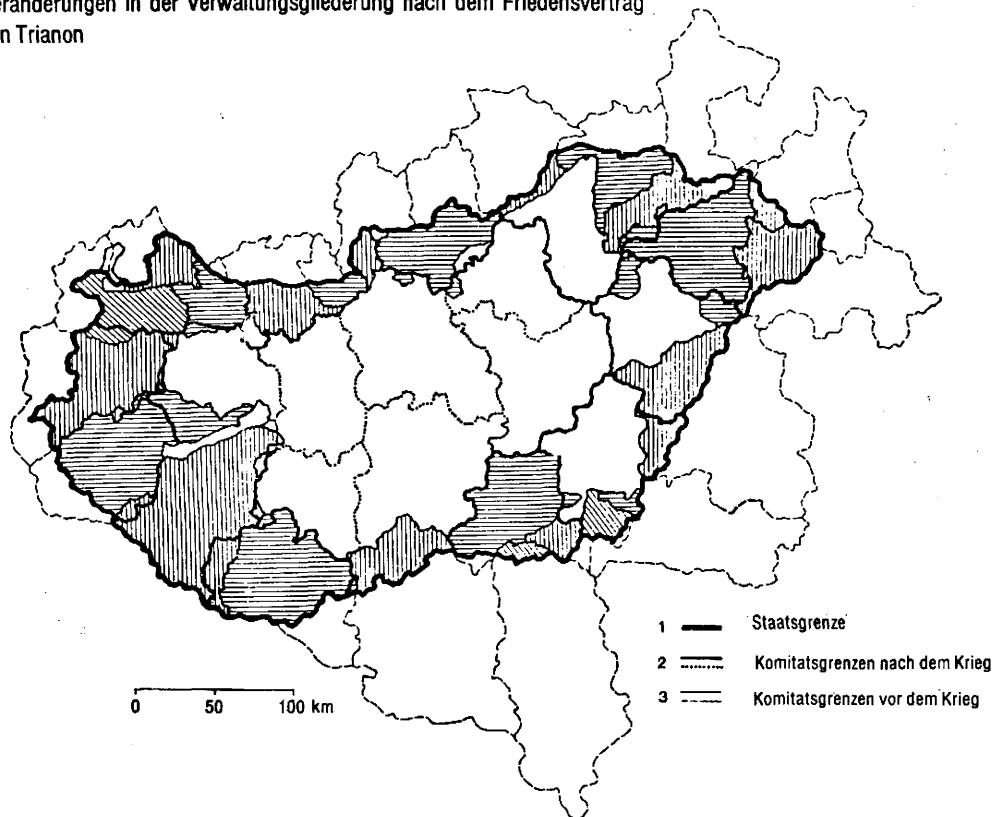 eränderungen in der Verwaltungsgliederung nach dem Friedensvertrag
n Trianon
1 Staatsgrenze
2 Komitatsgrenzen nach dem Krieg
3 Komitatsgrenzen vor dem Krieg
0 50 100 km